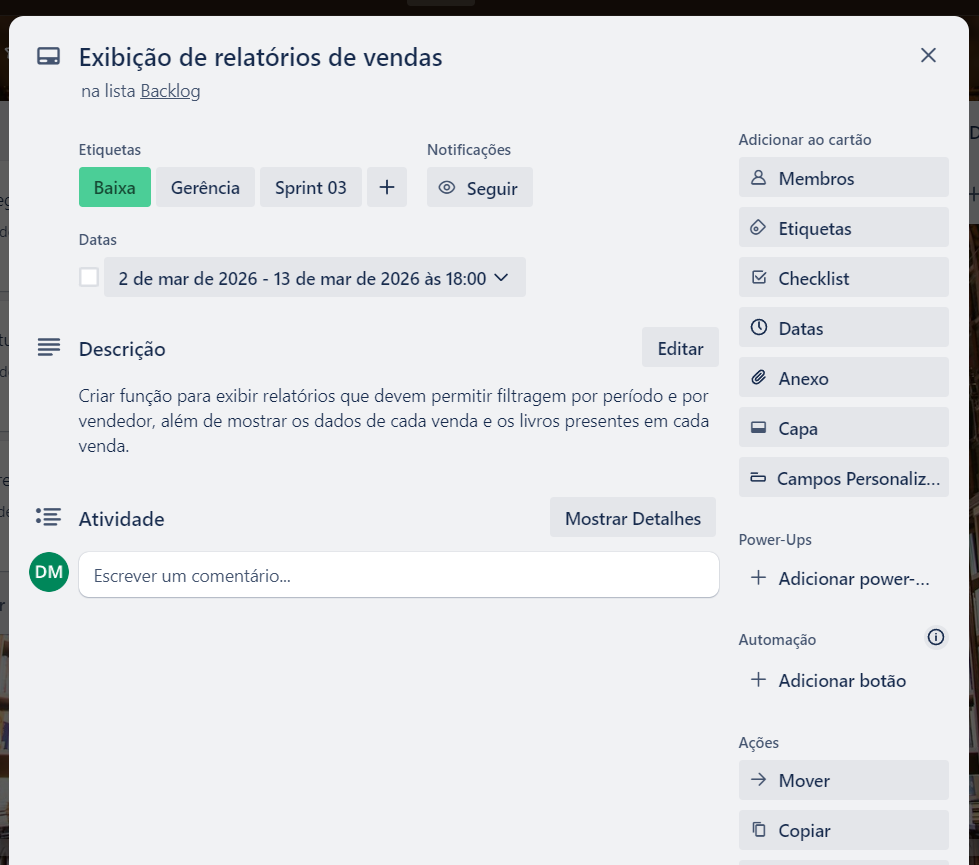 Exibição de relatórios de vendas
na lista Backlog
Etiquetas
Baixa
Gerência
Sprint 03
Notificações
Seguir
Datas
2 de mar de 2026 - 13 de mar de 2026 às 18:00
Descrição
Editar
Criar função para exibir relatórios que devem permitir filtragem por período e por
vendedor, além de mostrar os dados de cada venda e os livros presentes em cada
venda.
Atividade
Mostrar Detalhes
DM
Escrever um comentário...
Adicionar ao cartão
Membros
Etiquetas
Checklist
Datas
Anexo
Capa
Campos Personaliz...
Power-Ups
Adicionar power-...
Automação
Adicionar botão
Ações
Mover
Copiar